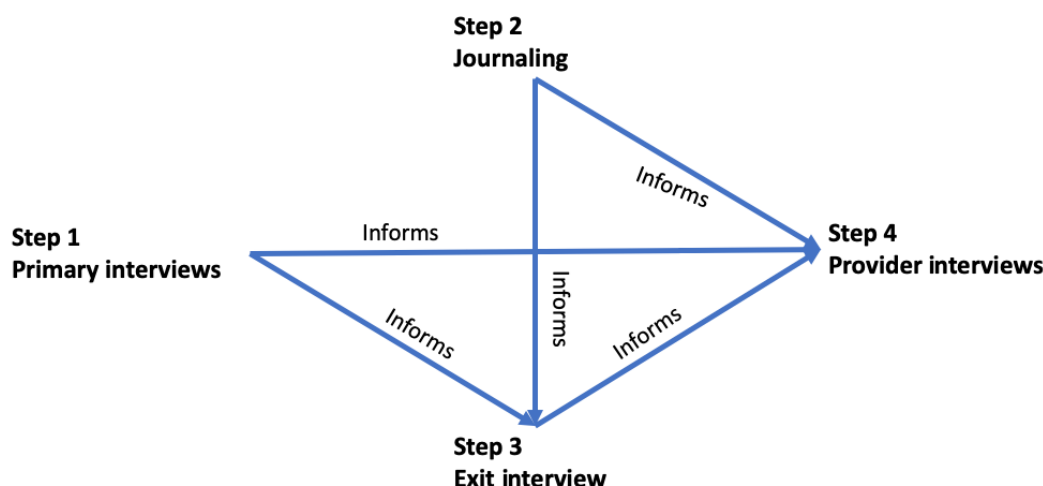 Step 2
Journaling
Informs
Step 1
Primary interviews
Informs
Step 4
Provider interviews
Informs
Informs
Informs
Step 3
Exit interview